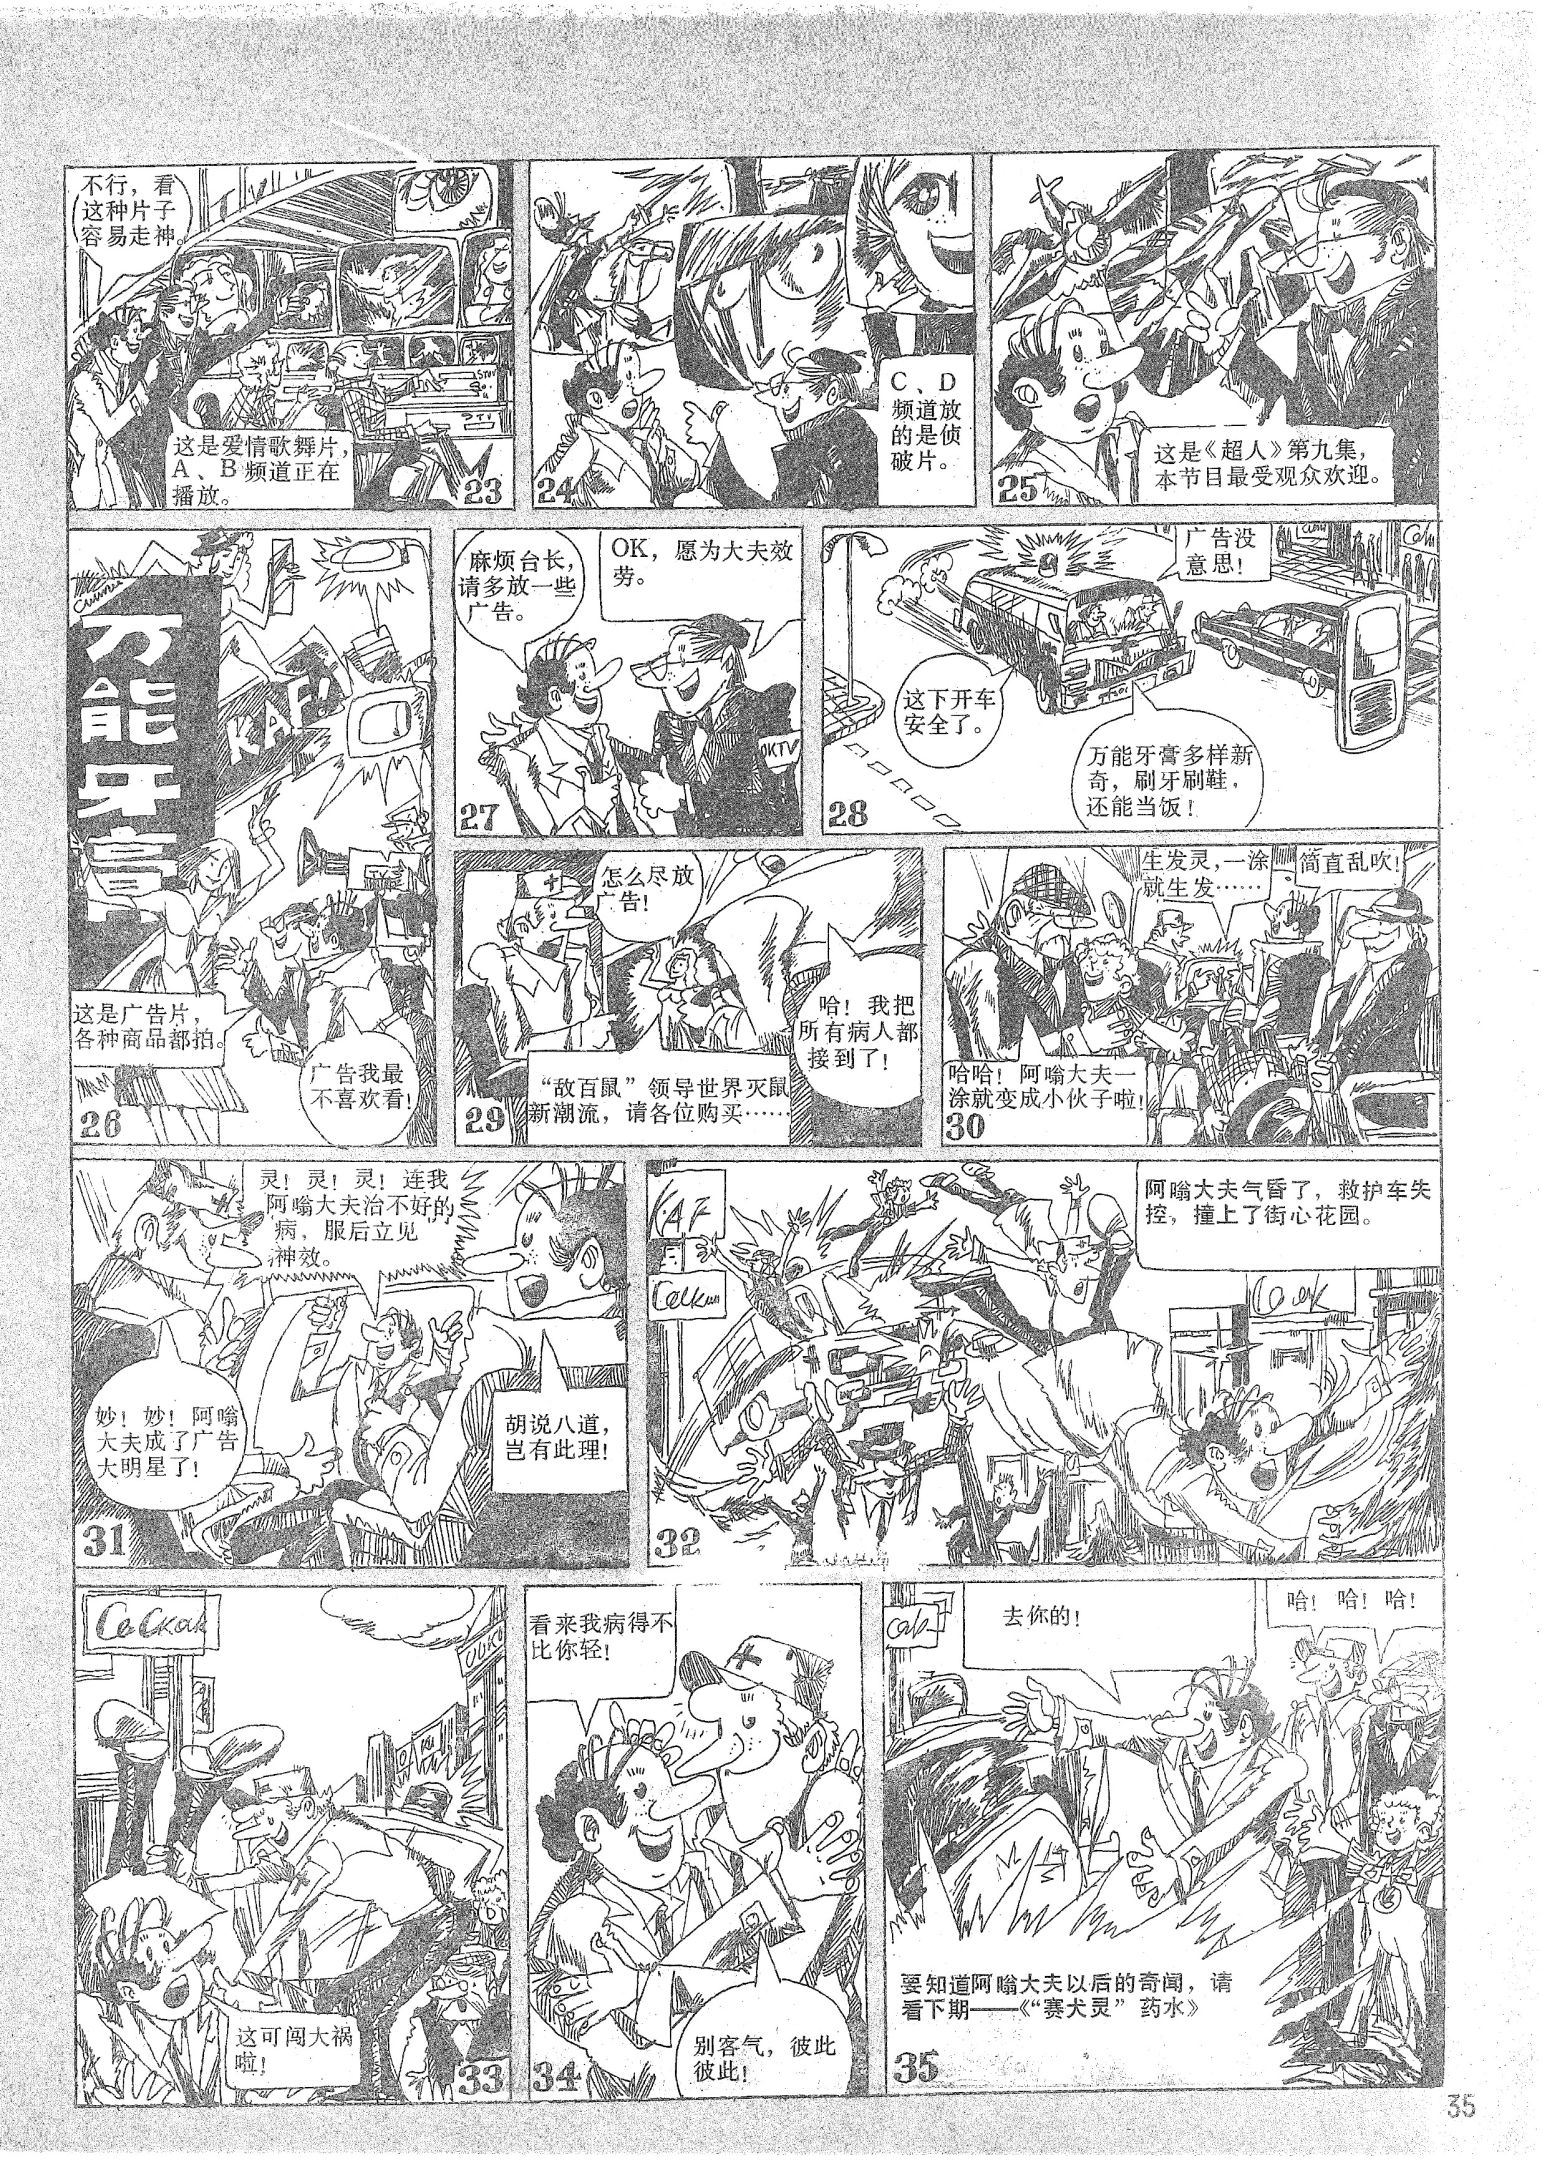 不行，看
这种片子
容易走神。
这是爱情歌舞片，
A、B频道正在
播放。
STV
23
C、D
频道放
的是侦
破片。
24
这是《超人》第九集，
本节目最受观众欢迎。
25
万能牙膏
KAF!
TV
这是广告片，
各种商品都拍。
广告我最
不喜欢看！
26
麻烦台长，
请多放一些
广告。
OK，愿为大夫效
劳。
OKTV
27
广告没
意思！
这下开车
安全了。
万能牙膏多样新
奇，刷牙刷鞋，
还能当饭！
28
怎么尽放
广告！
哈！我把
所有病人都
接到了！
“敌百鼠”领导世界灭鼠
新潮流，请各位购买……
29
生发灵，一涂
就生发……
简直乱吹！
哈哈！阿嗡大夫一
涂就变成小伙子啦！
30
灵！灵！灵！连我
阿嗡大夫治不好的
病，服后立见
神效。
妙！妙！阿嗡
大夫成了广告
大明星了！
胡说八道，
岂有此理！
31
KAF
阿嗡大夫气昏了，救护车失
控，撞上了街心花园。
32
这可闯大祸
啦！
33
看来我病得不
比你轻！
别客气，彼此
彼此！
34
去你的！
哈！哈！哈！
要知道阿嗡大夫以后的奇闻，请
看下期——《“赛犬灵”药水》
35
35